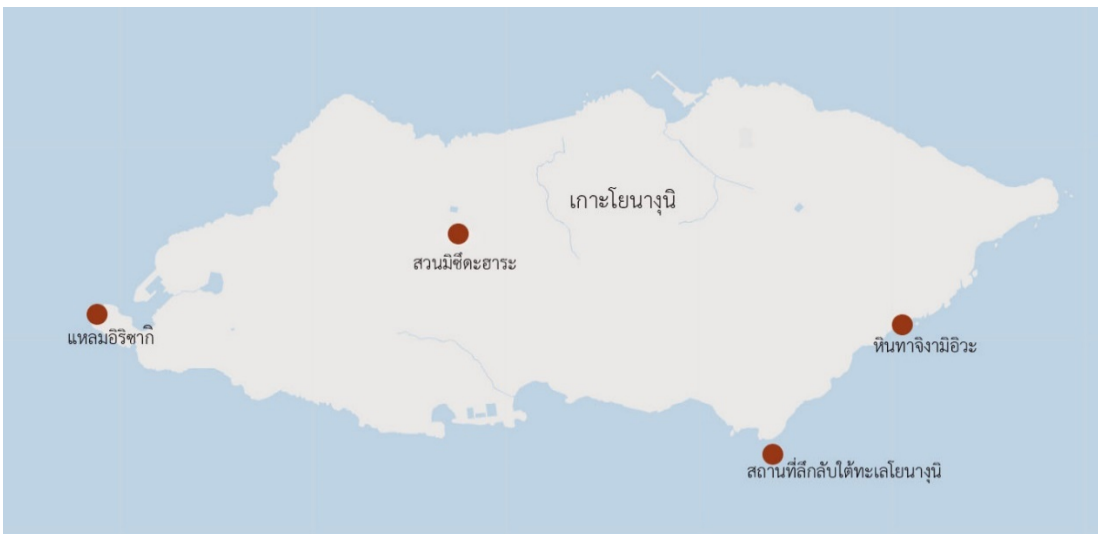 เกาะโยนางุนิ
สวนมิซึดะฮาระ
แหลมอิริซากิ
หินทาจิงามิอิวะ
สถานที่ลึกลับใต้ทะเลโยนางุนิ